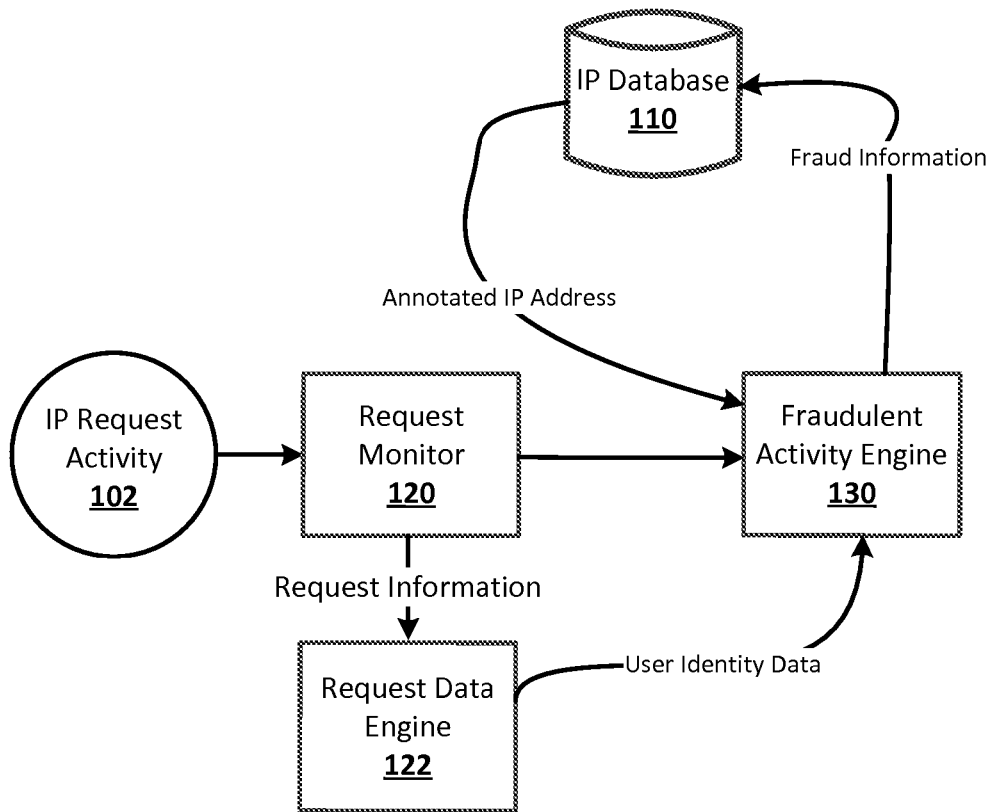 IP Database
110
Fraud Information
Annotated IP Address
IP Request
Activity
102
Request
Monitor
120
Fraudulent
Activity Engine
130
Request Information
Request Data
Engine
122
User Identity Data